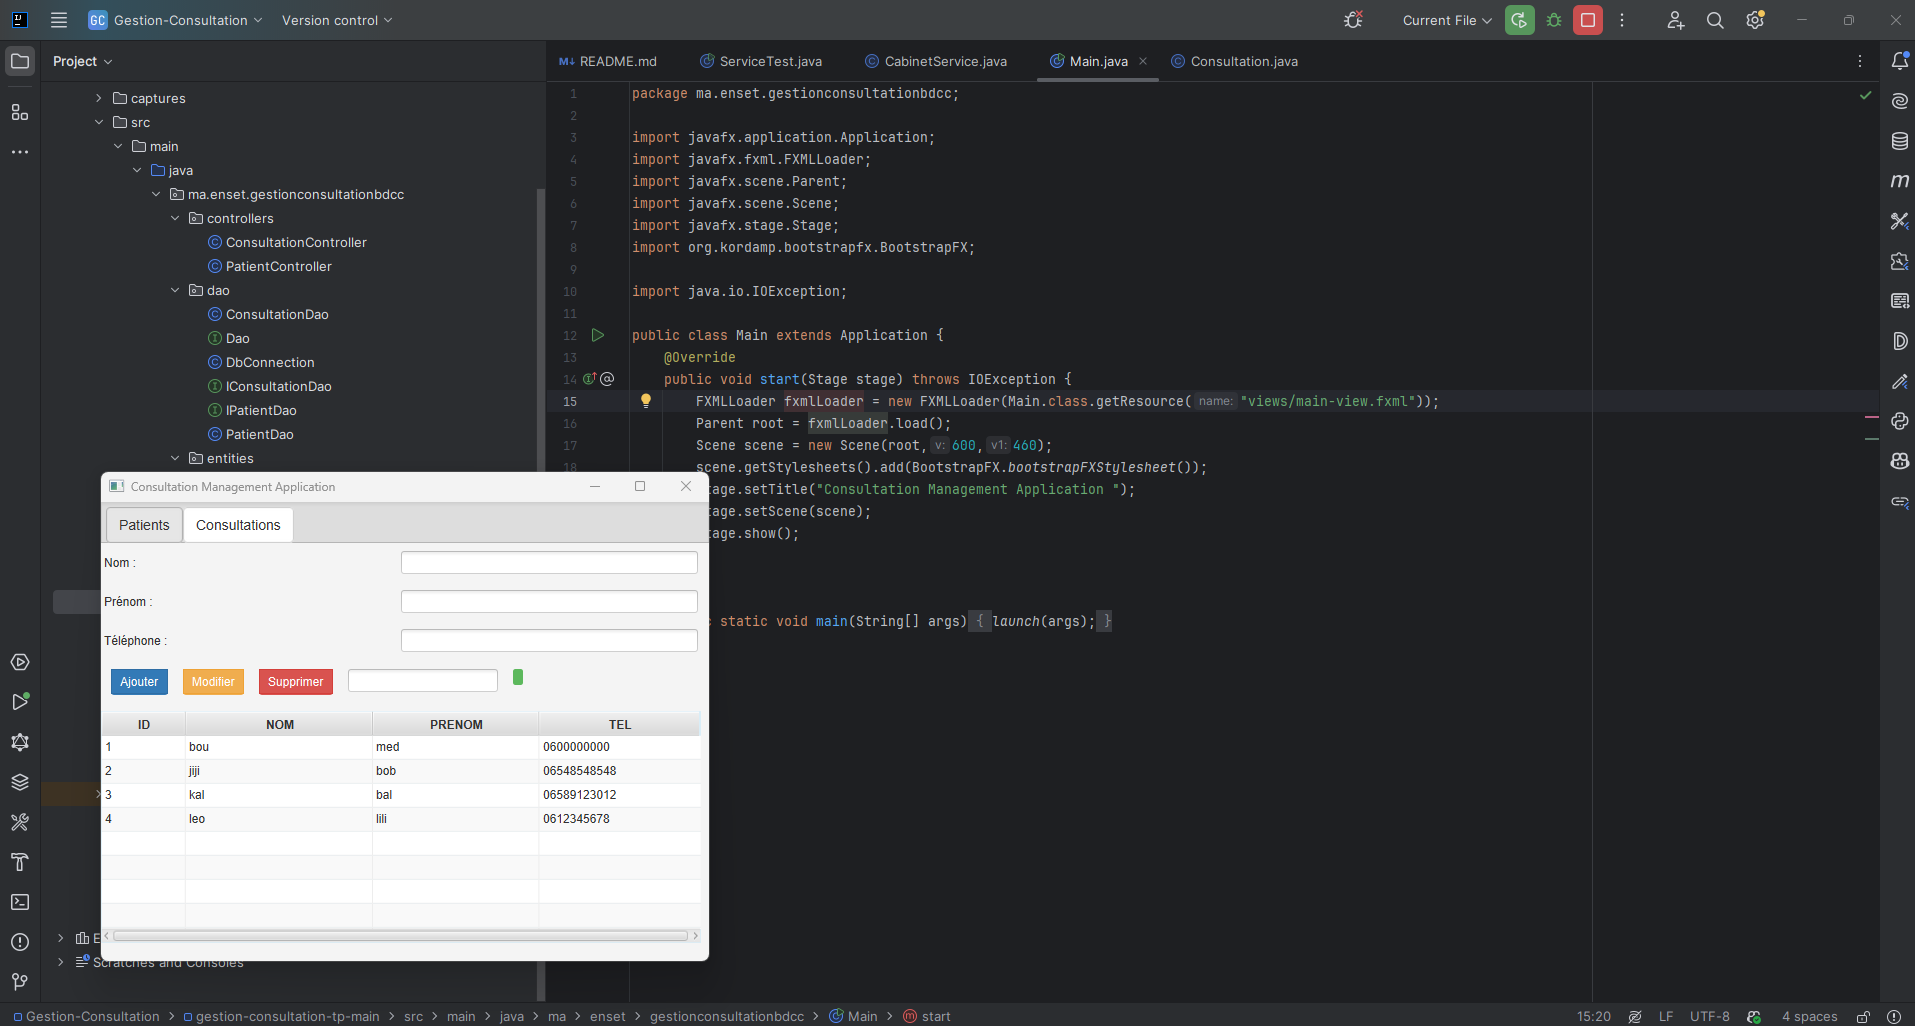 GC Gestion-Consultation Version control Current File
Project
README.md ServiceTest.java CabinetService.java Main.java Consultation.java
captures
src
main
java
ma.enset.gestionconsultationbdcc
controllers
ConsultationController
PatientController
dao
ConsultationDao
Dao
DbConnection
IConsultationDao
IPatientDao
PatientDao
entities
Scratches and Consoles
1 package ma.enset.gestionconsultationbdcc;
2
3 import javafx.application.Application;
4 import javafx.fxml.FXMLLoader;
5 import javafx.scene.Parent;
6 import javafx.scene.Scene;
7 import javafx.stage.Stage;
8 import org.kordamp.bootstrapfx.BootstrapFX;
9
10 import java.io.IOException;
11
12 public class Main extends Application {
13 @Override
14 public void start(Stage stage) throws IOException {
15 FXMLLoader fxmlLoader = new FXMLLoader(Main.class.getResource( name: "views/main-view.fxml"));
16 Parent root = fxmlLoader.load();
17 Scene scene = new Scene(root, v: 600, v1: 460);
18 scene.getStylesheets().add(BootstrapFX.bootstrapFXStylesheet());
tage.setTitle("Consultation Management Application ");
tage.setScene(scene);
tage.show();
c static void main(String[] args) { launch(args); }
Consultation Management Application
Patients Consultations
Nom :
Prénom :
Téléphone :
Ajouter Modifier Supprimer
ID NOM PRENOM TEL
1 bou med 0600000000
2 jiji bob 06548548548
3 kal bal 06589123012
4 leo lili 0612345678
Gestion-Consultation > gestion-consultation-tp-main > src > main > java > ma > enset > gestionconsultationbdcc > Main > start
15:20 LF UTF-8 4 spaces